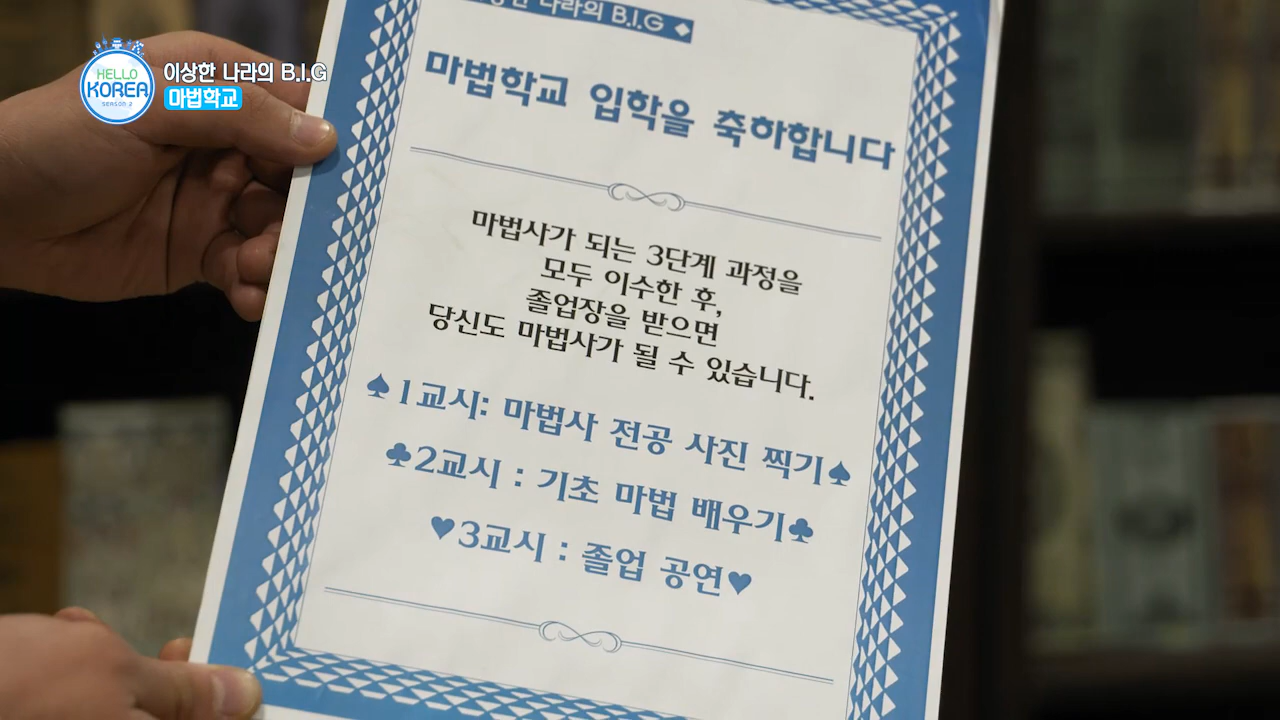 HELLO
KOREA
SEASON 2
이상한 나라의 B.I.G
마법학교
상한 나라의 B.I.G ◆
마법학교 입학을 축하합니다
마법사가 되는 3단계 과정을
모두 이수한 후,
졸업장을 받으면
당신도 마법사가 될 수 있습니다.
♠1교시: 마법사 전공 사진 찍기♠
♣2교시 : 기초 마법 배우기♣
♥3교시 : 졸업 공연♥